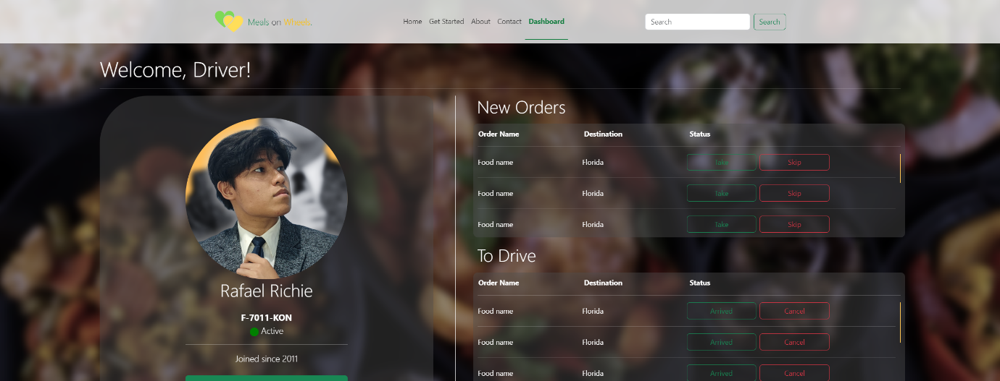 Meals on Wheels.
Home Get Started About Contact Dashboard
Search Search
Welcome, Driver!
Rafael Richie
F-7011-KON
Active
Joined since 2011
New Orders
Order Name Destination Status
Food name Florida Take Skip
Food name Florida Take Skip
Food name Florida Take Skip
To Drive
Order Name Destination Status
Food name Florida Arrived Cancel
Food name Florida Arrived Cancel
Food name Florida Arrived Cancel